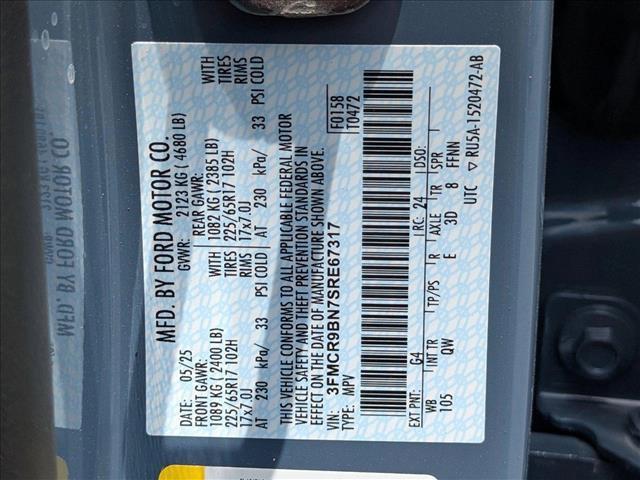 MFD. BY FORD MOTOR CO.
DATE: 05/25
GVWR: 2123 KG ( 4680 LB)
FRONT GAWR: REAR GAWR:
1089 KG ( 2400 LB) 1082 KG ( 2385 LB) WITH
225/65R17 102H 225/65R17 102H TIRES
17x7.0J 17x7.0J RIMS
AT 230 kPa/ 33 PSI COLD AT 230 kPa/ 33 PSI COLD
THIS VEHICLE CONFORMS TO ALL APPLICABLE FEDERAL MOTOR
VEHICLE SAFETY AND THEFT PREVENTION STANDARDS IN
EFFECT ON THE DATE OF MANUFACTURE SHOWN ABOVE.
VIN: 3FMCR9BN7SRE67317
TYPE: MPV
F0158
T0472
EXT PNT: G4 RC: 24 DSO:
WB INT TR TP/PS R AXLE TR SPR
105 QW E 3D 8 FFNN
UTC ▽ RU5A-1520472-AB
MFD. BY FORD MOTOR CO.